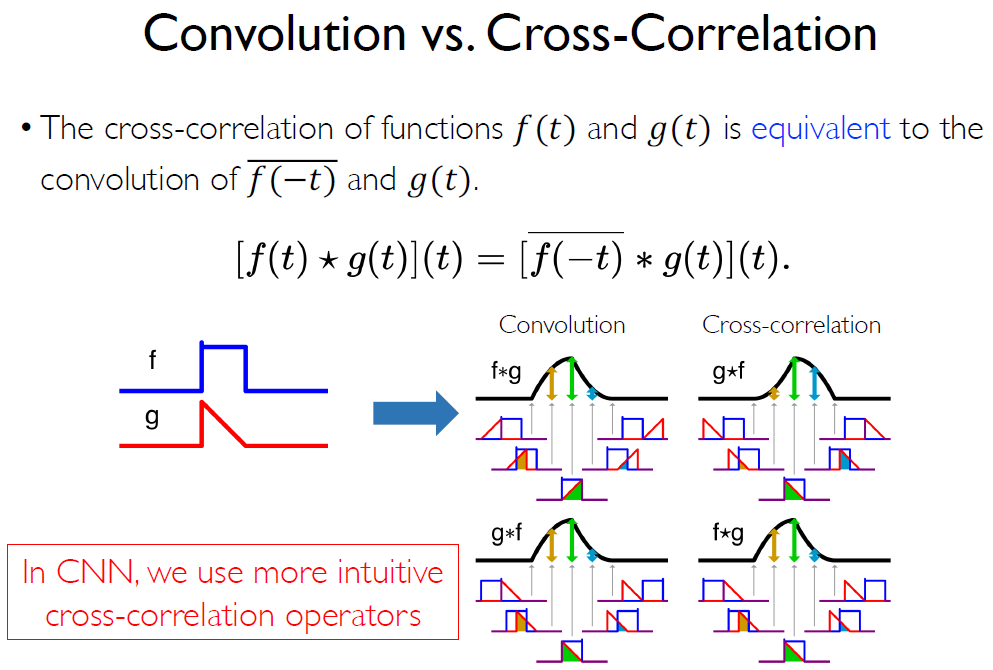 Convolution vs. Cross-Correlation
• The cross-correlation of functions f(t) and g(t) is equivalent to the
convolution of \overline{f(−t)} and g(t).
[f(t) ⋆ g(t)](t) = [\overline{f(−t)} ∗ g(t)](t).
Convolution
Cross-correlation
f
g
f∗g
g⋆f
g∗f
f⋆g
In CNN, we use more intuitive
cross-correlation operators